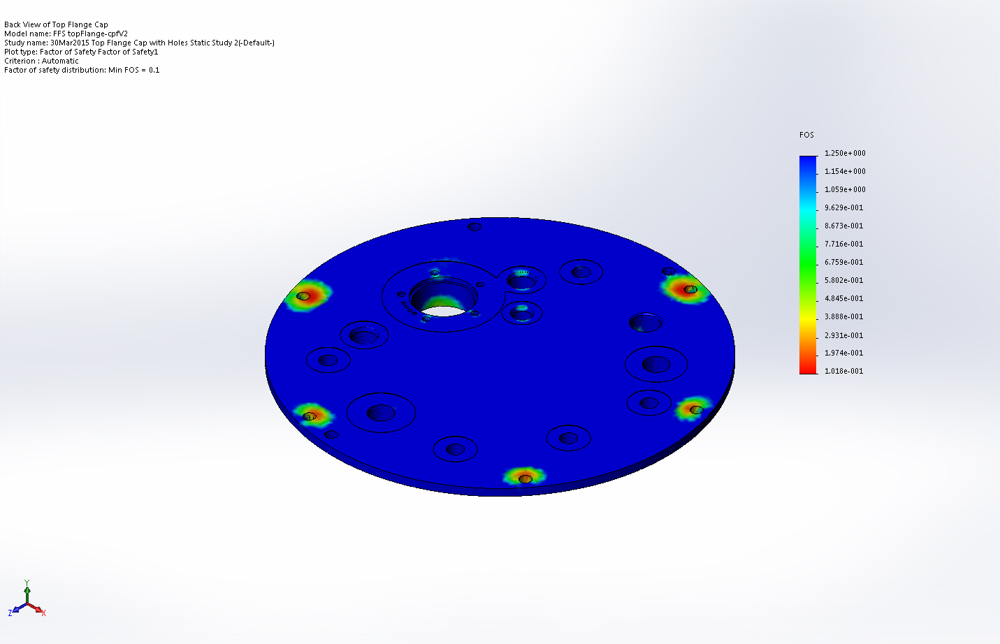 Back View of Top Flange Cap
Model name: FFS topFlange-cpfV2
Study name: 30Mar2015 Top Flange Cap with Holes Static Study 2(-Default-)
Plot type: Factor of Safety Factor of Safety1
Criterion : Automatic
Factor of safety distribution: Min FOS = 0.1
FOS
1.250e+000
1.154e+000
1.059e+000
9.629e-001
8.673e-001
7.716e-001
6.759e-001
5.802e-001
4.845e-001
3.888e-001
2.931e-001
1.974e-001
1.018e-001
Y
Z
X